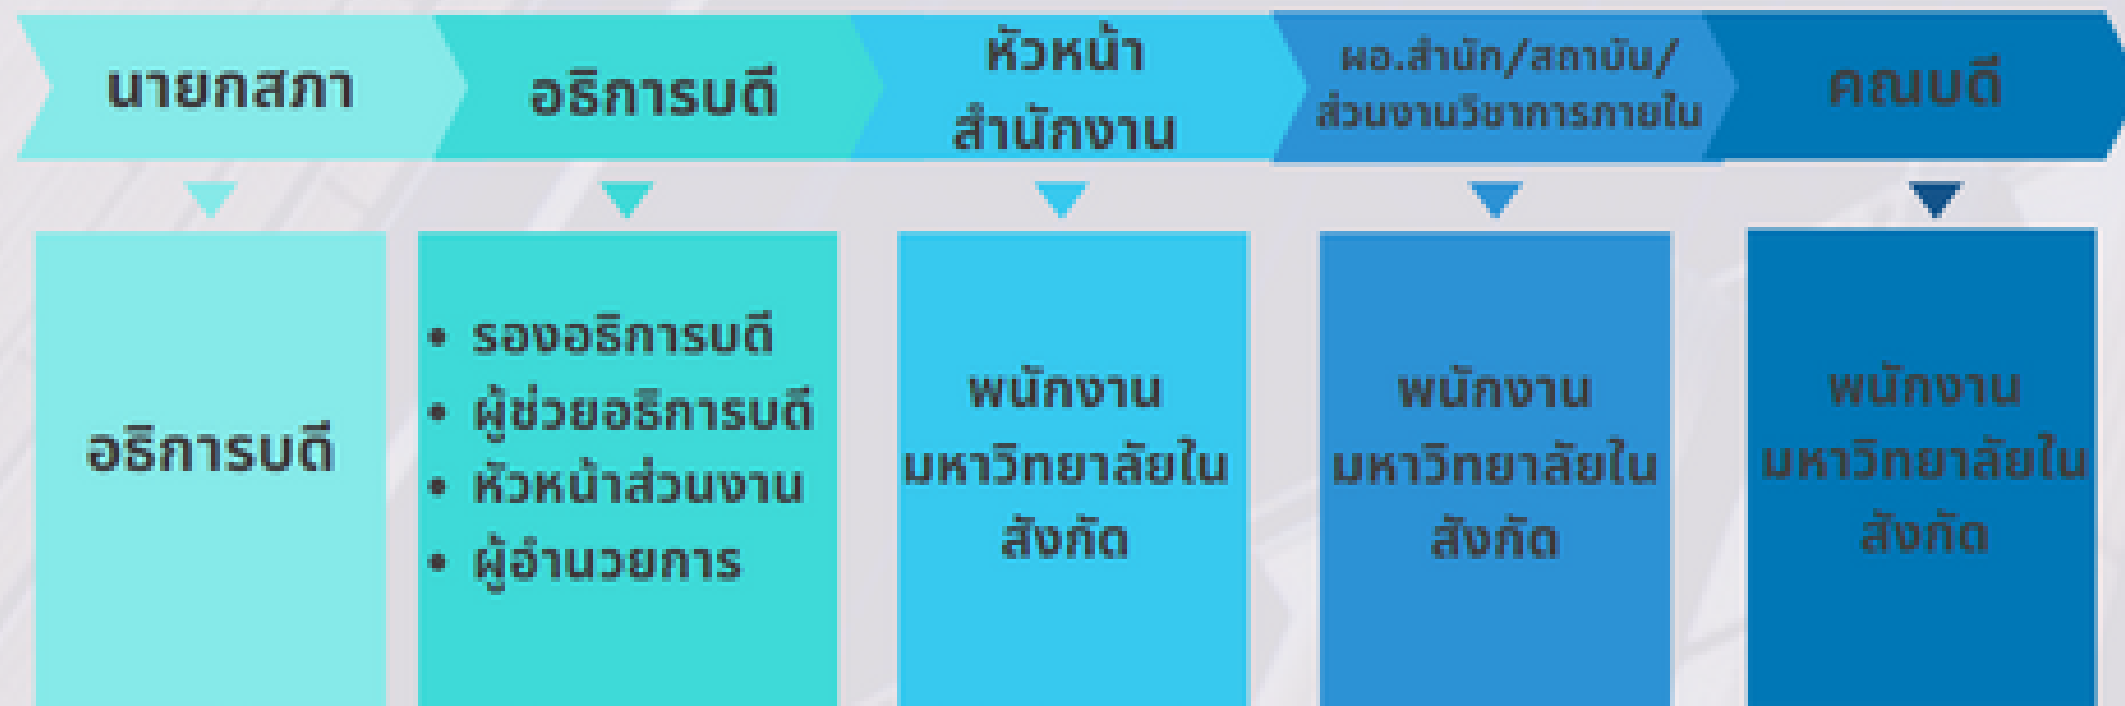 นายกสภา
อธิการบดี
หัวหน้า
สำนักงาน
ผอ.สำนัก/สถาบัน/
ส่วนงานวิชาการภายใน
คณบดี
อธิการบดี
• รองอธิการบดี
• ผู้ช่วยอธิการบดี
• หัวหน้าส่วนงาน
• ผู้อำนวยการ
พนักงาน
มหาวิทยาลัยใน
สังกัด
พนักงาน
มหาวิทยาลัยใน
สังกัด
พนักงาน
มหาวิทยาลัยใน
สังกัด